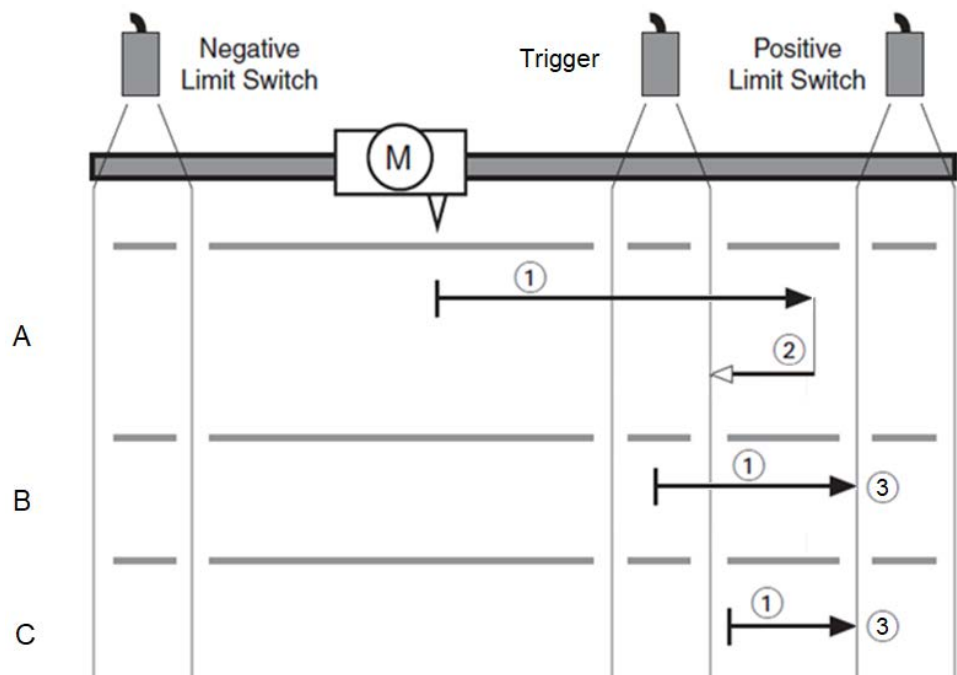 Negative
Limit Switch
Trigger
Positive
Limit Switch
M
1
A
2
1
B
3
1
C
3